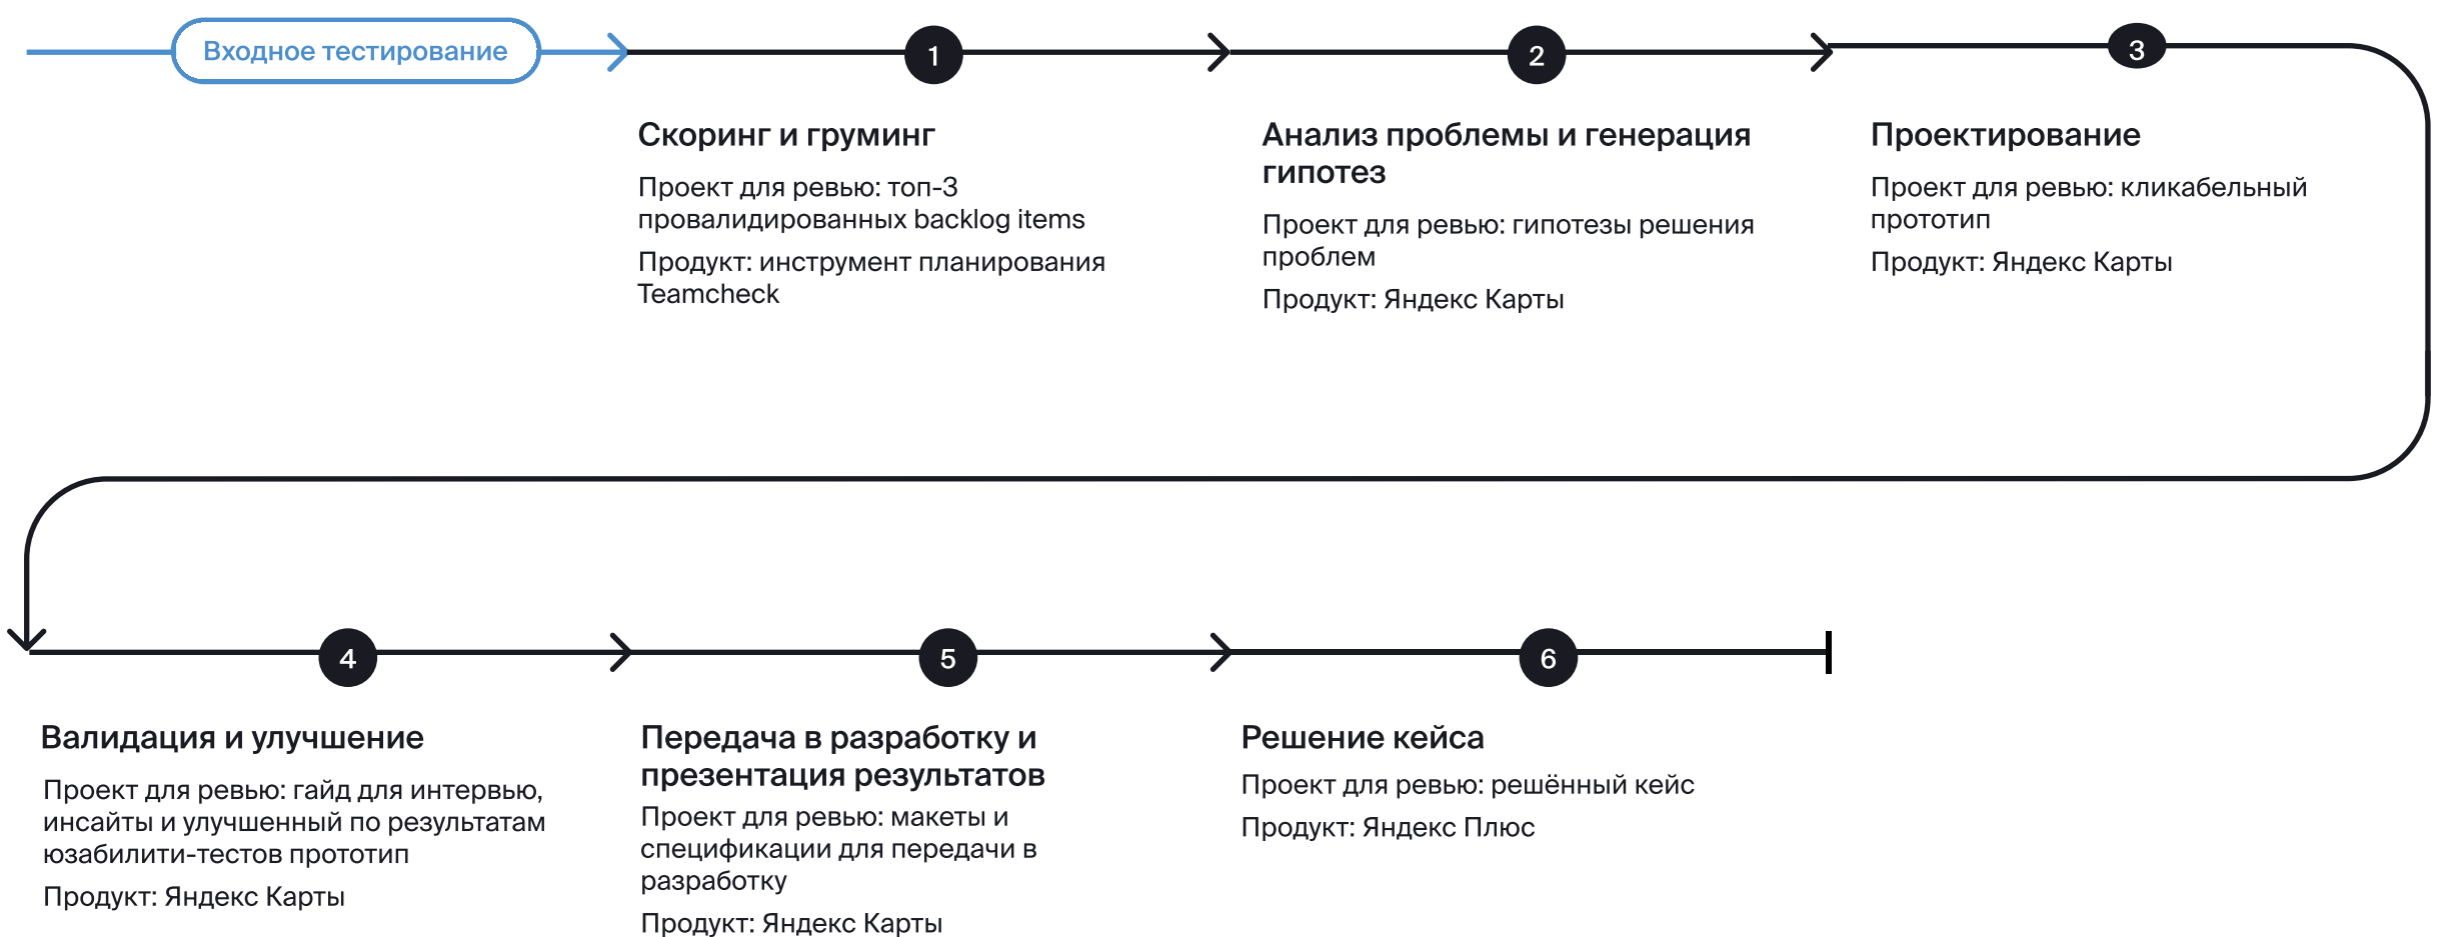 Входное тестирование
1
2
3
Скоринг и груминг
Проект для ревью: топ-3
провалидированных backlog items
Продукт: инструмент планирования
Teamcheck
Анализ проблемы и генерация
гипотез
Проект для ревью: гипотезы решения
проблем
Продукт: Яндекс Карты
Проектирование
Проект для ревью: кликабельный
прототип
Продукт: Яндекс Карты
4
5
6
Валидация и улучшение
Проект для ревью: гайд для интервью,
инсайты и улучшенный по результатам
юзабилити-тестов прототип
Продукт: Яндекс Карты
Передача в разработку и
презентация результатов
Проект для ревью: макеты и
спецификации для передачи в
разработку
Продукт: Яндекс Карты
Решение кейса
Проект для ревью: решённый кейс
Продукт: Яндекс Плюс